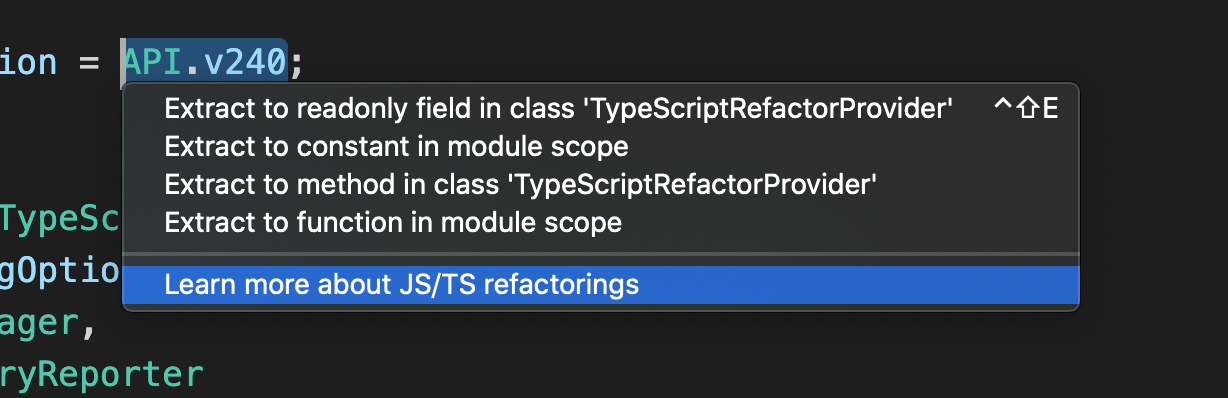 ion = API.v240;
Extract to readonly field in class 'TypeScriptRefactorProvider' ^⇧E
Extract to constant in module scope
Extract to method in class 'TypeScriptRefactorProvider'
Extract to function in module scope
TypeSc
gOptio
Learn more about JS/TS refactorings
ager,
ryReporter